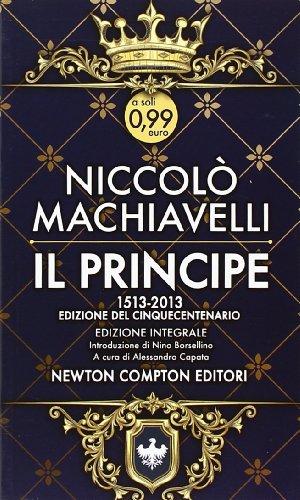 a soli
0,99
euro
NICCOLÒ
MACHIAVELLI
IL PRINCIPE
1513-2013
EDIZIONE DEL CINQUECENTENARIO
EDIZIONE INTEGRALE
Introduzione di Nino Borsellino
A cura di Alessandro Capata
NEWTON COMPTON EDITORI